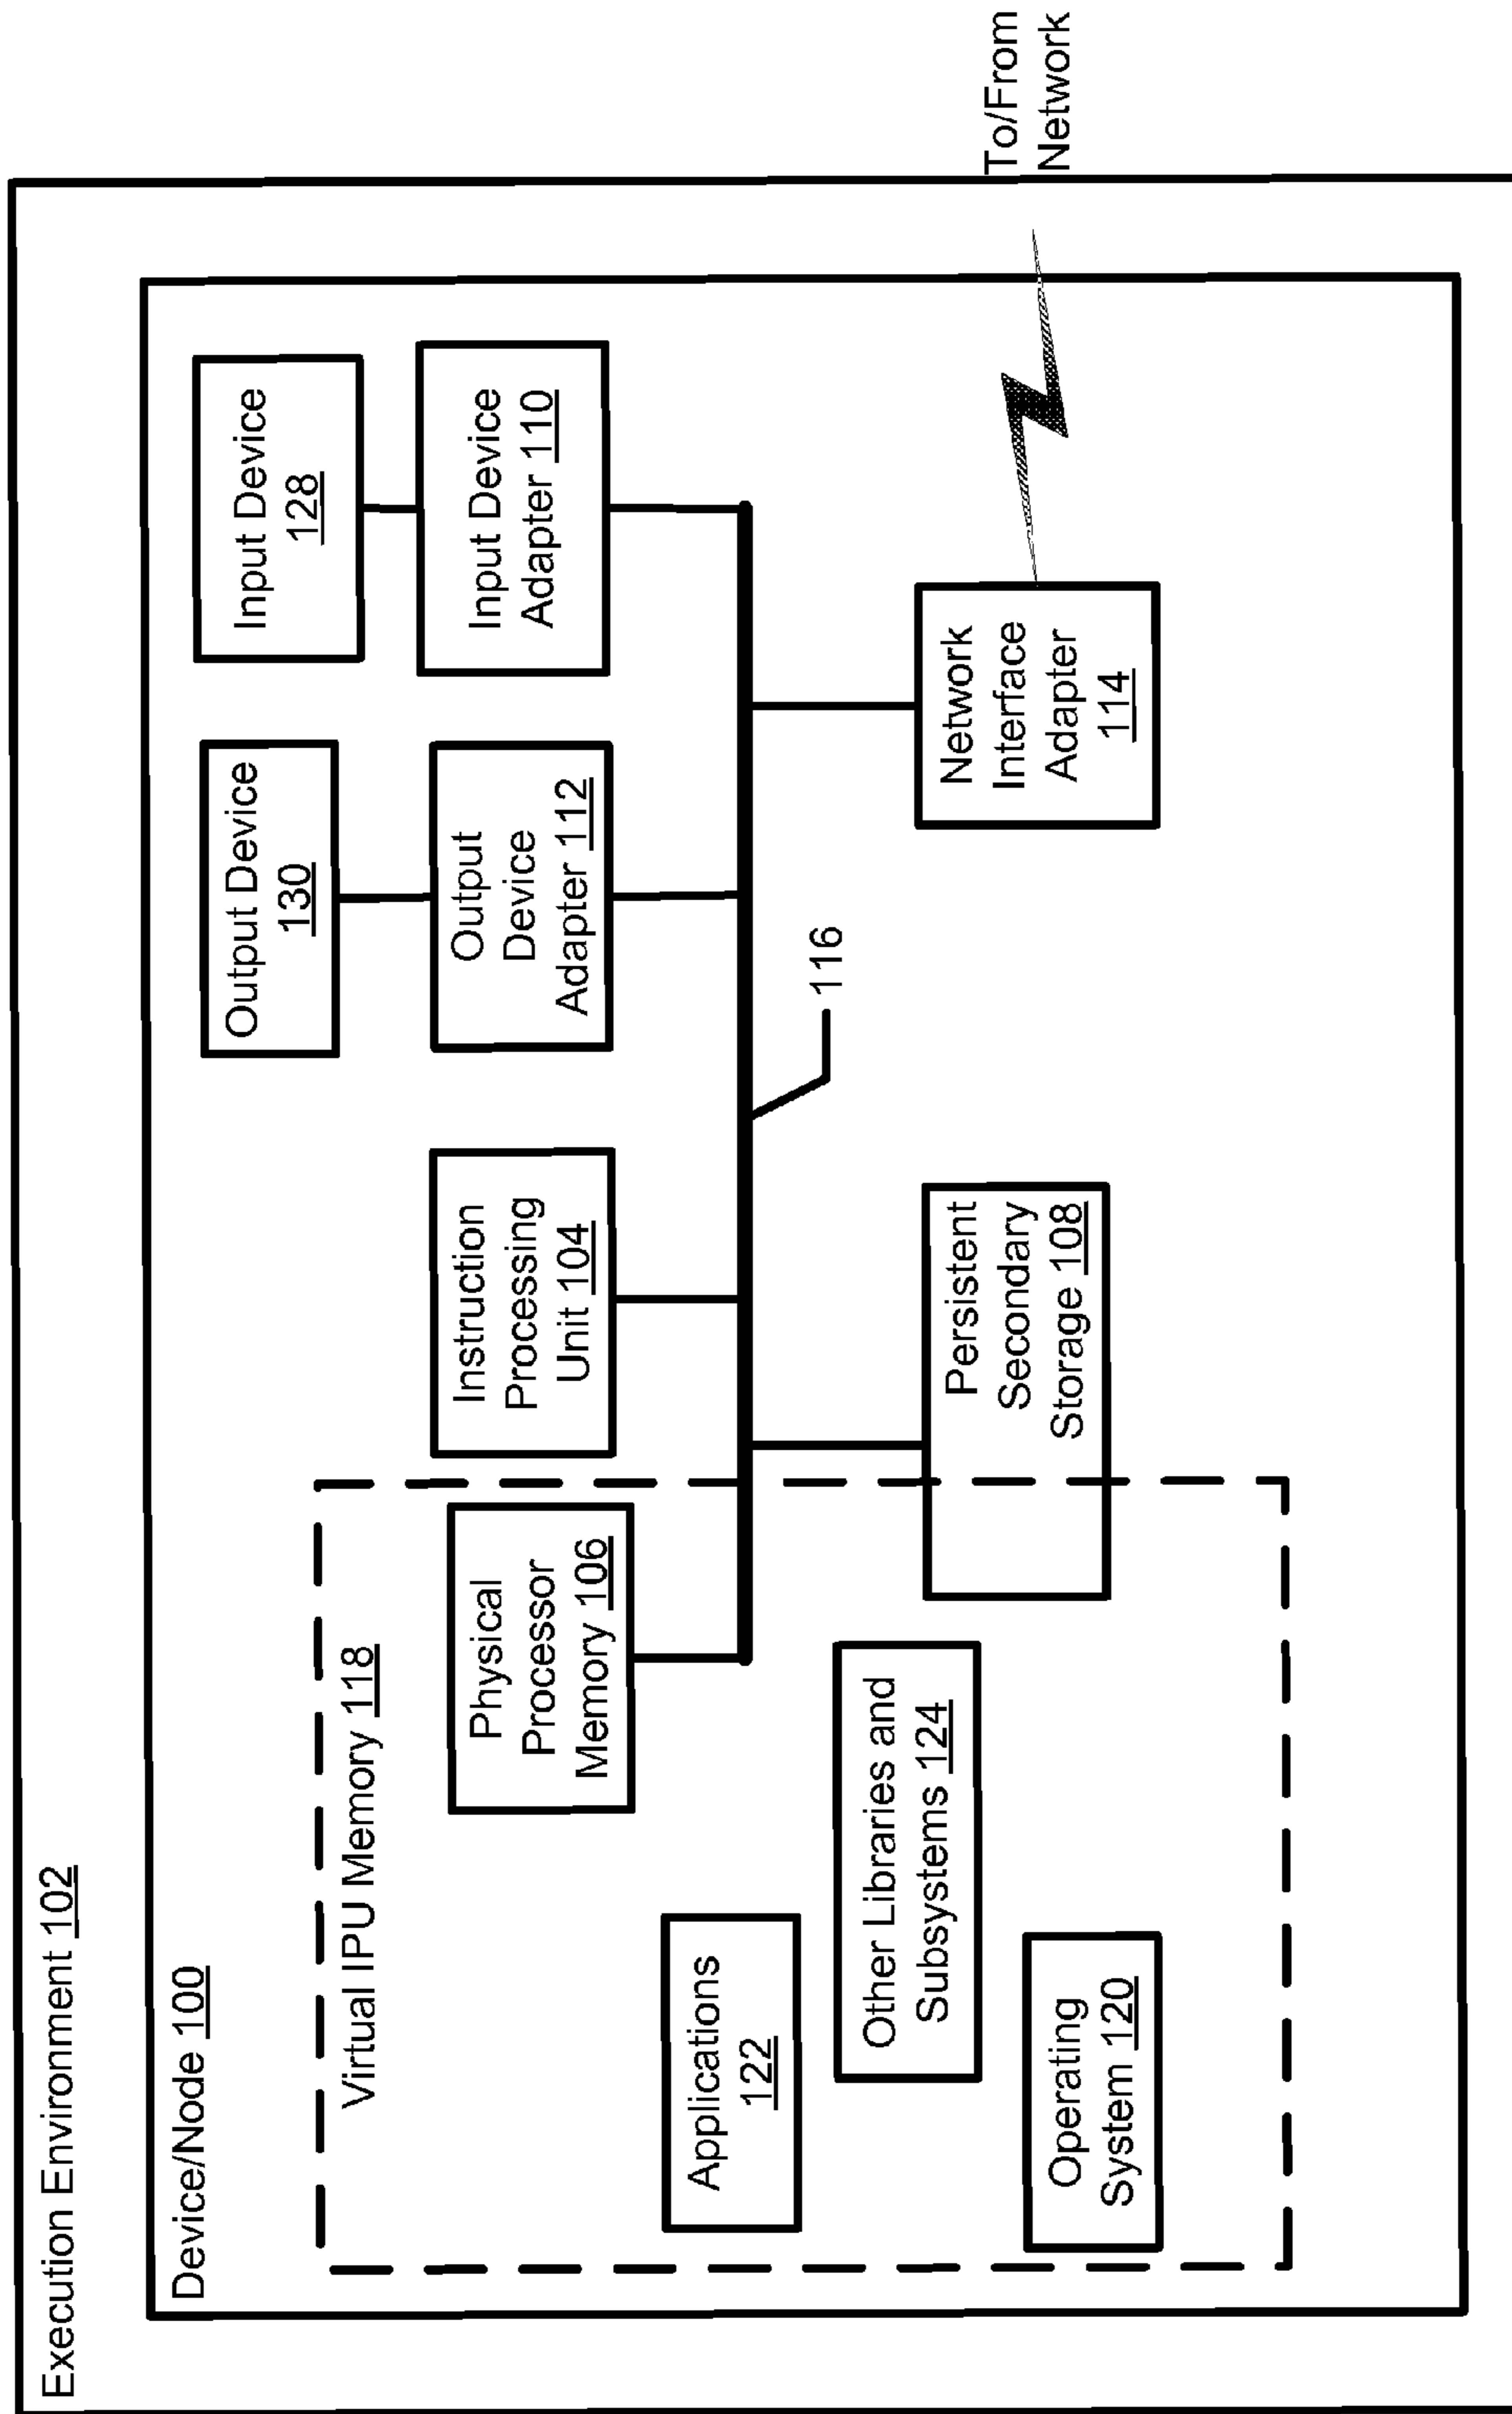 Execution Environment 102
Device/Node 100
Virtual IPU Memory 118
Physical
Processor
Memory 106
Instruction
Processing
Unit 104
Output Device
130
Output
Device
Adapter 112
Input Device
128
Input Device
Adapter 110
Applications
122
Other Libraries and
Subsystems 124
Operating
System 120
Persistent
Secondary
Storage 108
116
Network
Interface
Adapter
114
To/From
Network